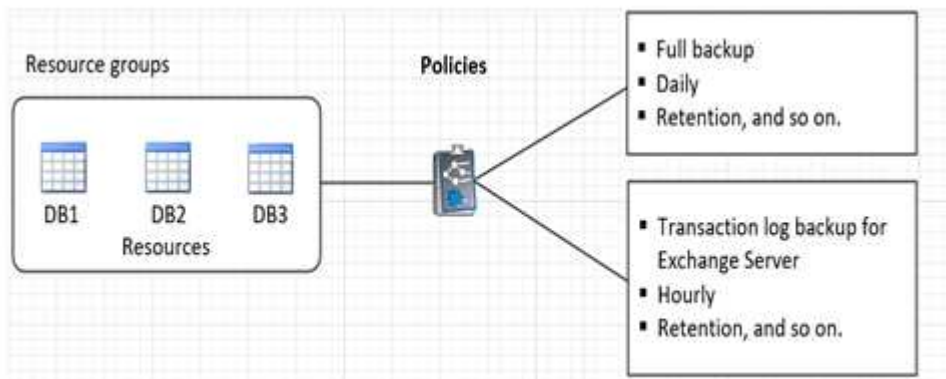 Resource groups
DB1
DB2
DB3
Resources
Policies
▪ Full backup
▪ Daily
▪ Retention, and so on.
▪ Transaction log backup for
Exchange Server
▪ Hourly
▪ Retention, and so on.